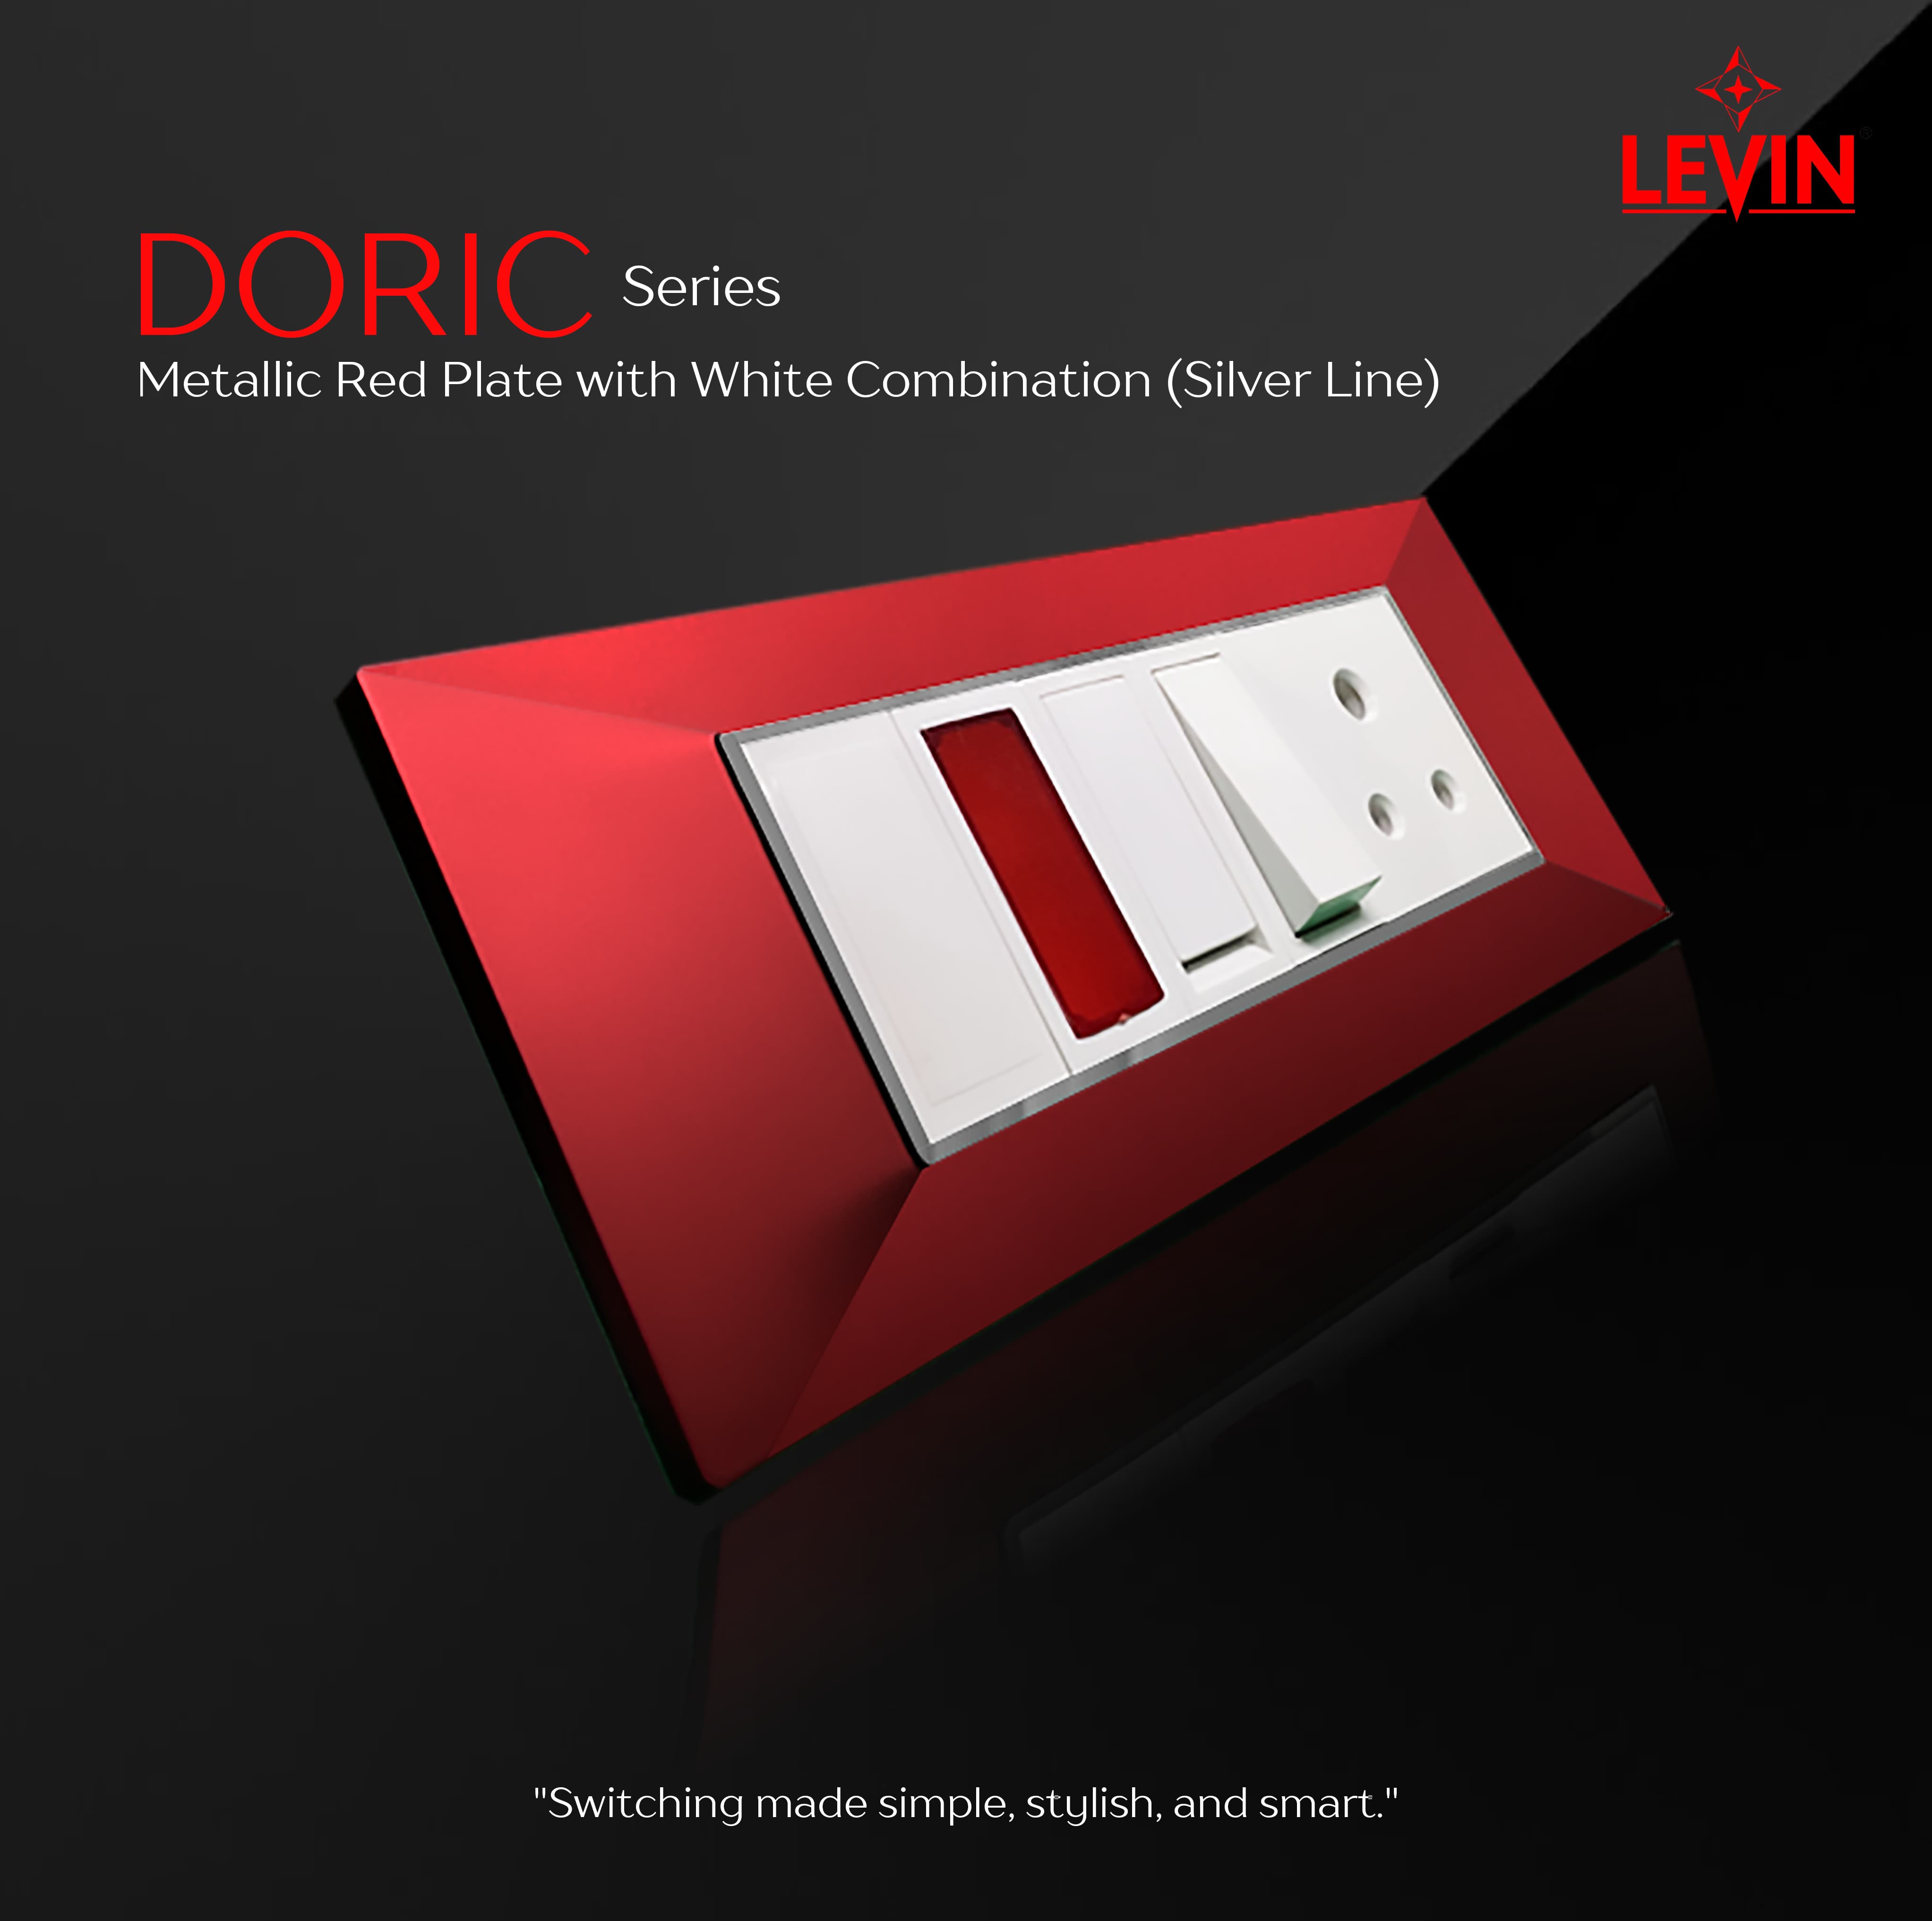 LEVIN
DORIC Series
Metallic Red Plate with White Combination (Silver Line)
"Switching made simple, stylish, and smart."